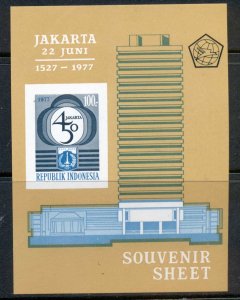 JAKARTA
22 JUNI
1527 – 1977
1977
100:-
JAKARTA
450
REPUBLIK INDONESIA
SOUVENIR
SHEET